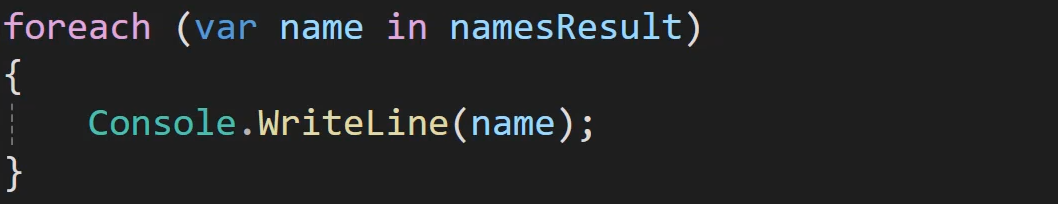 foreach (var name in namesResult)
{
    Console.WriteLine(name);
}